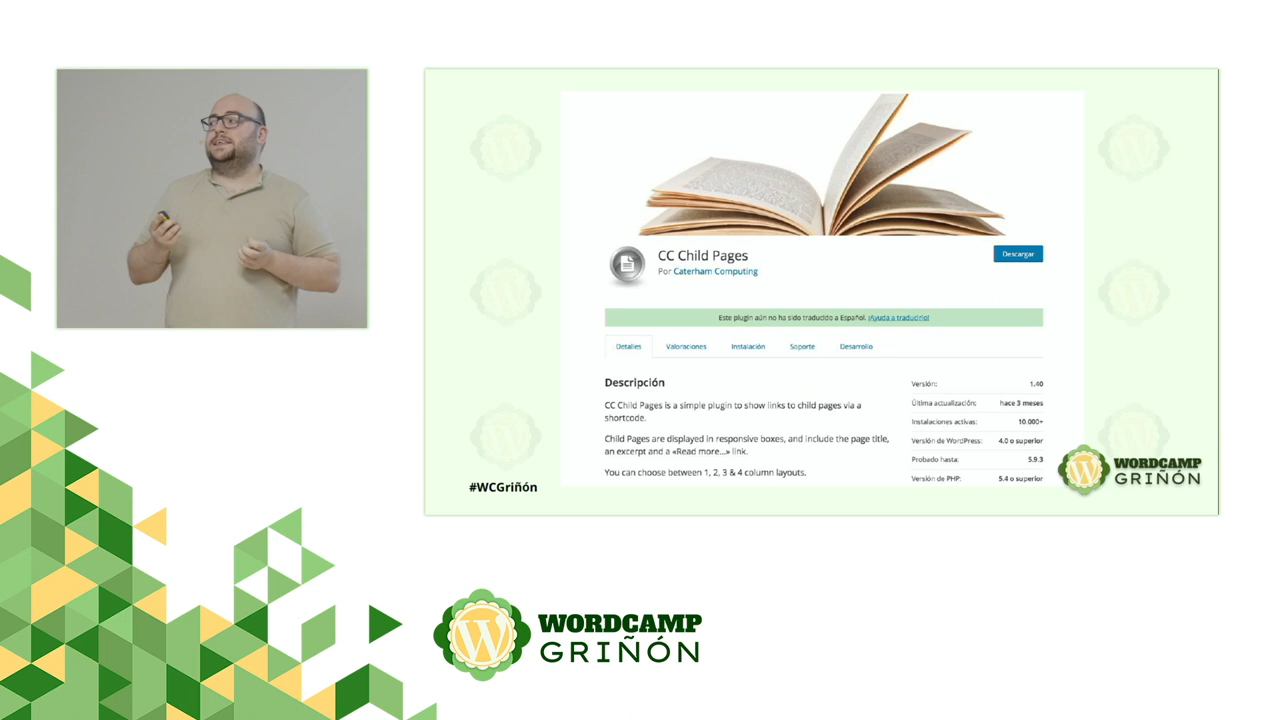 CC Child Pages
Por Caterham Computing
Descargar
Este plugin aún no ha sido traducido a Español. ¡Ayuda a traducirlo!
Detalles Valoraciones Instalación Soporte Desarrollo
Descripción
CC Child Pages is a simple plugin to show links to child pages via a
shortcode.
Child Pages are displayed in responsive boxes, and include the page title,
an excerpt and a «Read more...» link.
You can choose between 1, 2, 3 & 4 column layouts.
Versión: 1.40
Última actualización: hace 3 meses
Instalaciones activas: 10.000+
Versión de WordPress: 4.0 o superior
Probado hasta: 5.9.3
Versión de PHP: 5.4 o superior
#WCGriñón
WORDCAMP
GRIÑÓN
WORDCAMP
GRIÑÓN